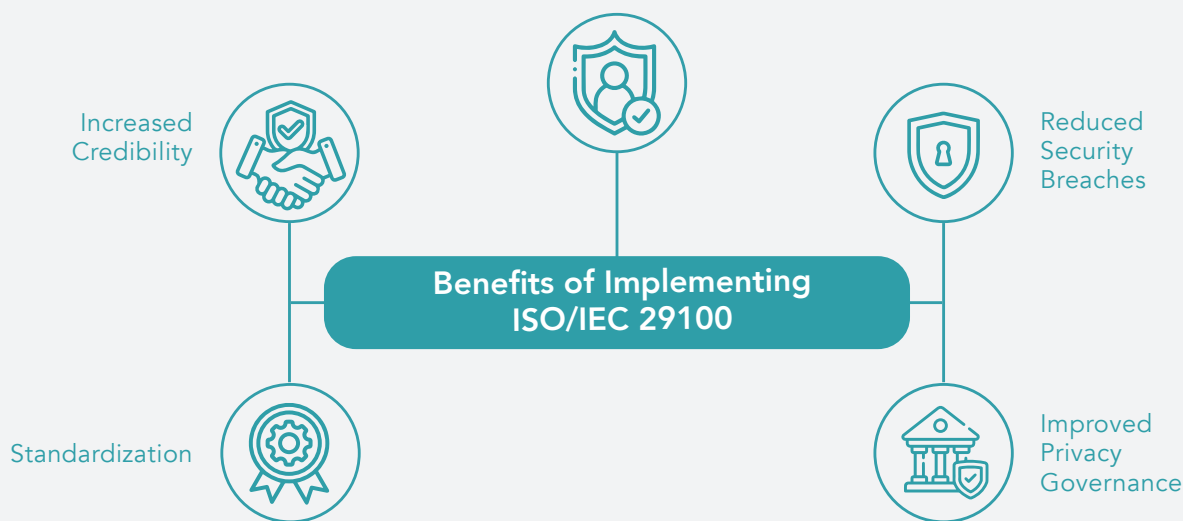 Increased
Credibility
Reduced
Security
Breaches
Benefits of Implementing
ISO/IEC 29100
Standardization
Improved
Privacy
Governance